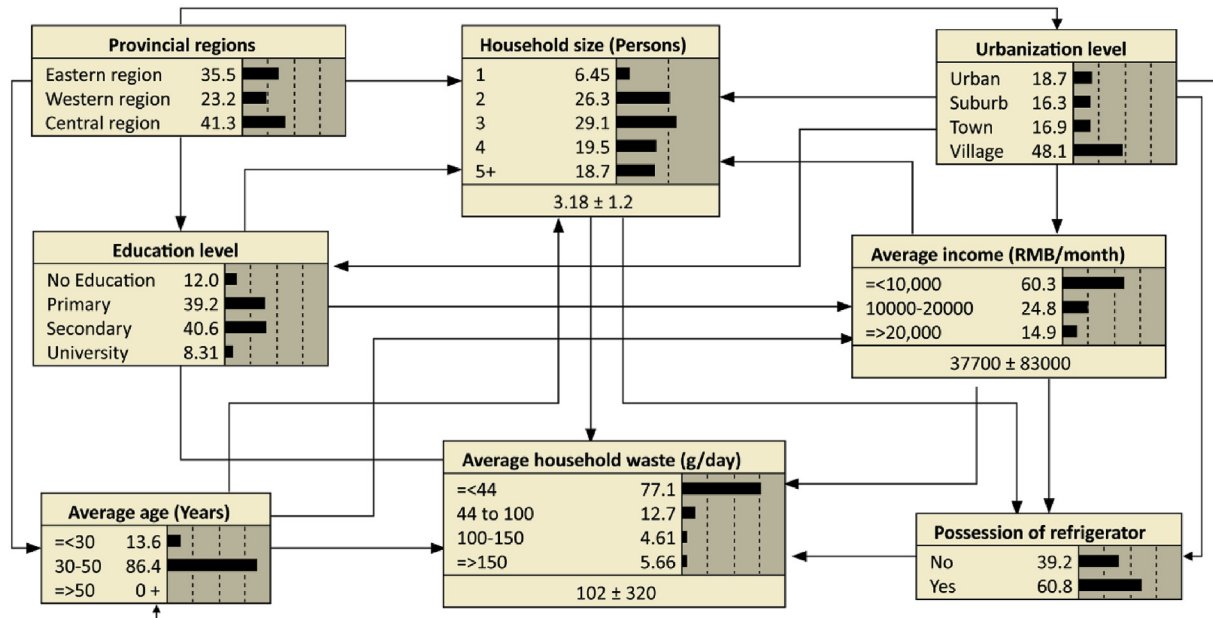 Provincial regions
Eastern region 35.5
Western region 23.2
Central region 41.3
Household size (Persons)
1 6.45
2 26.3
3 29.1
4 19.5
5+ 18.7
3.18 ± 1.2
Urbanization level
Urban 18.7
Suburb 16.3
Town 16.9
Village 48.1
Education level
No Education 12.0
Primary 39.2
Secondary 40.6
University 8.31
Average income (RMB/month)
=<10,000 60.3
10000-20000 24.8
=>20,000 14.9
37700 ± 83000
Average household waste (g/day)
=<44 77.1
44 to 100 12.7
100-150 4.61
=>150 5.66
102 ± 320
Average age (Years)
=<30 13.6
30-50 86.4
=>50 0 +
Possession of refrigerator
No 39.2
Yes 60.8